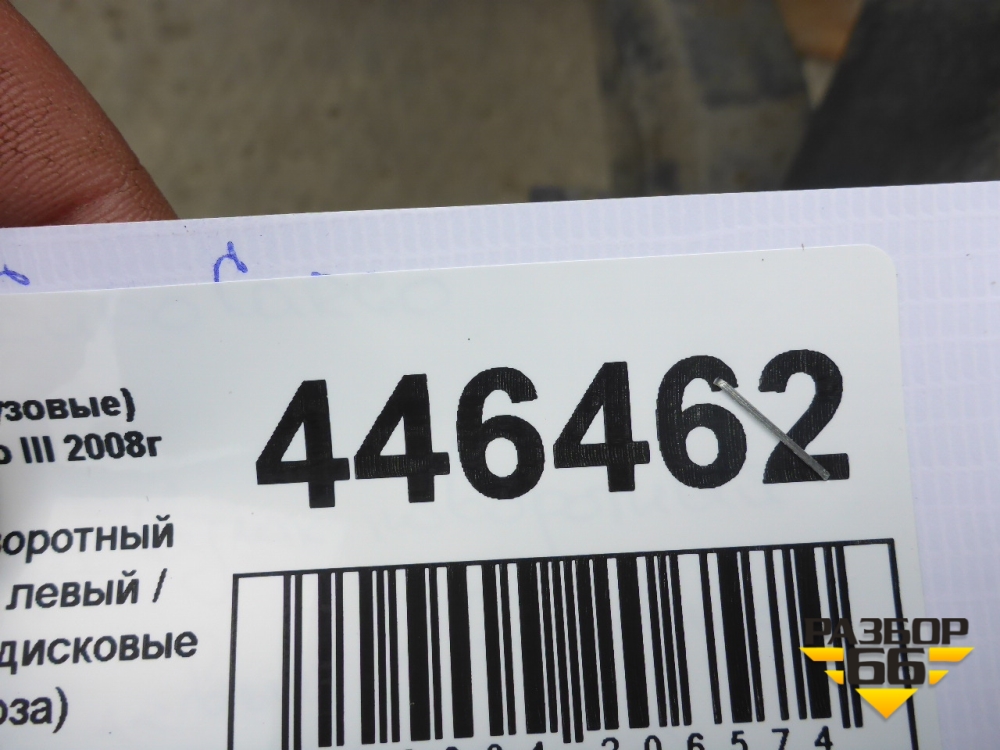 446462
узовые)
о III 2008г
воротный
левый /
дисковые
оза)
206574
РАЗБОР
66